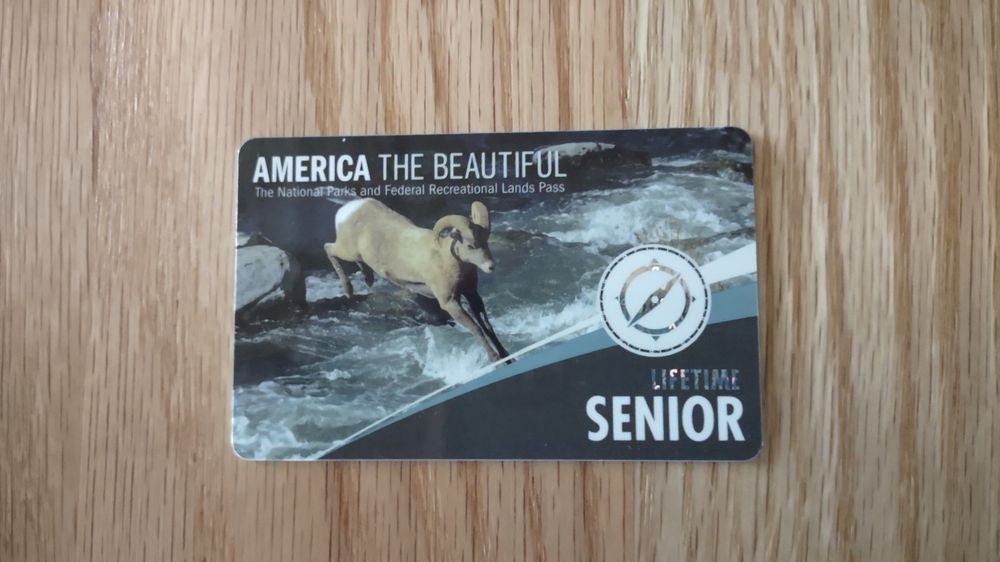 AMERICA THE BEAUTIFUL
The National Parks and Federal Recreational Lands Pass
LIFETIME
SENIOR